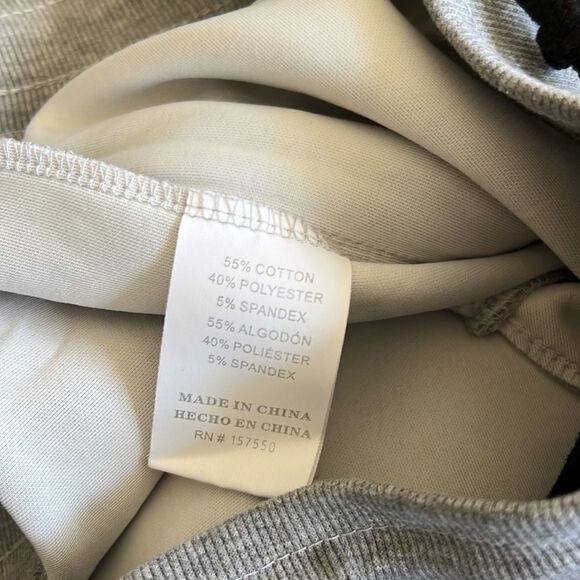 55% COTTON
40% POLYESTER
5% SPANDEX
55% ALGODÓN
40% POLIÉSTER
5% SPANDEX
MADE IN CHINA
HECHO EN CHINA
RN # 157550